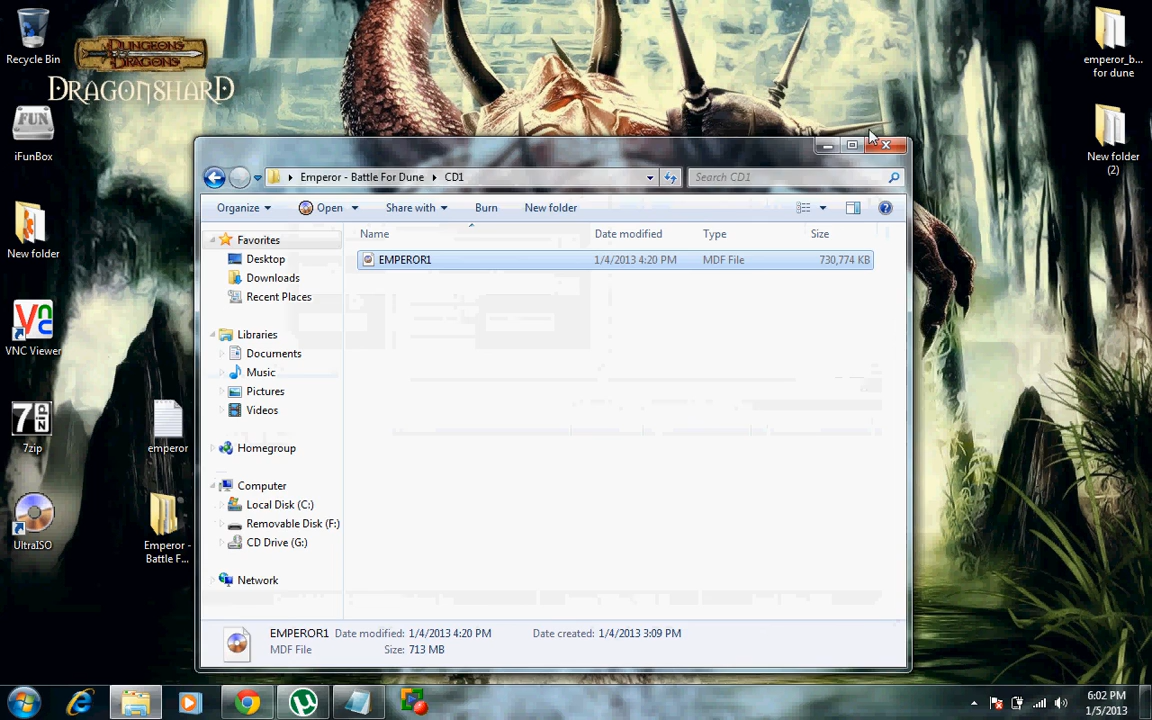 Recycle Bin
DUNGEONS
DRAGONS
DRAGONSHARD
emperor_b...
for dune
FUN
iFunBox
New folder
(2)
New folder
VNC Viewer
7 ZIP
7zip
emperor
UltraISO
Emperor -
Battle F...
Emperor - Battle For Dune
CD1
Search CD1
Organize
Open
Share with
Burn
New folder
Name
Date modified
Type
Size
EMPEROR1
1/4/2013 4:20 PM
MDF File
730,774 KB
Favorites
Desktop
Downloads
Recent Places
Libraries
Documents
Music
Pictures
Videos
Homegroup
Computer
Local Disk (C:)
Removable Disk (F:)
CD Drive (G:)
Network
EMPEROR1 Date modified: 1/4/2013 4:20 PM Date created: 1/4/2013 3:09 PM
MDF File Size: 713 MB
6:02 PM
1/5/2013